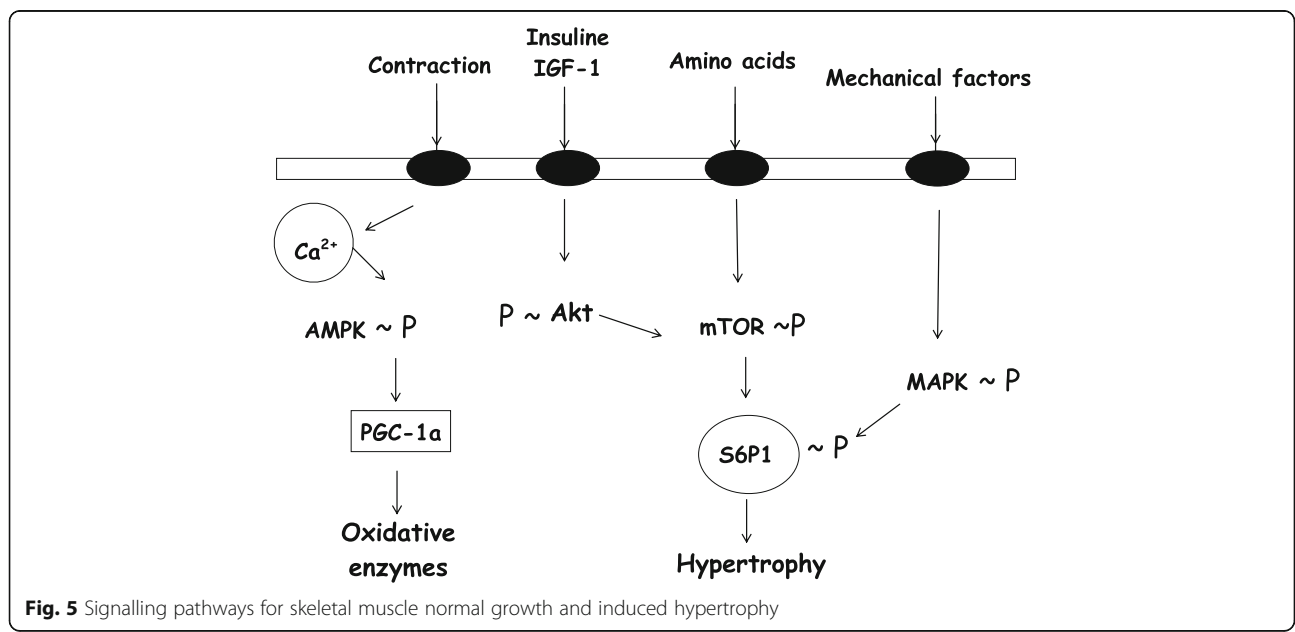 Contraction
Insuline
IGF-1
Amino acids
Mechanical factors
Ca²⁺
AMPK ~ P
P ~ Akt
mTOR ~P
MAPK ~ P
PGC-1a
S6P1 ~ P
Oxidative
enzymes
Hypertrophy
Fig. 5 Signalling pathways for skeletal muscle normal growth and induced hypertrophy